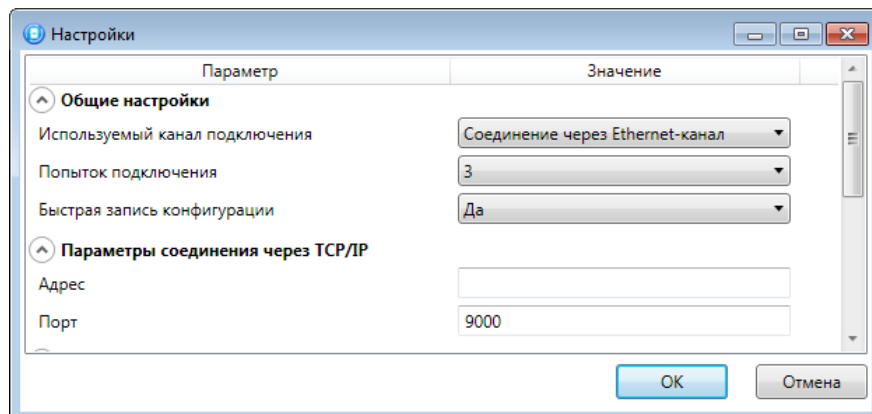 Настройки
Параметр Значение
Общие настройки
Используемый канал подключения Соединение через Ethernet-канал
Попыток подключения 3
Быстрая запись конфигурации Да
Параметры соединения через TCP/IP
Адрес
Порт 9000
OK Отмена